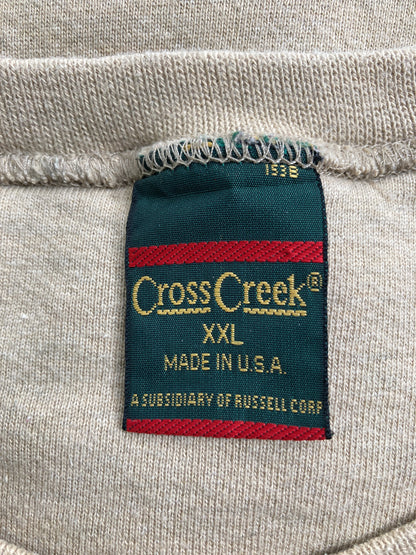 153B
CrossCreek®
XXL
MADE IN U.S.A.
A SUBSIDIARY OF RUSSELL CORP